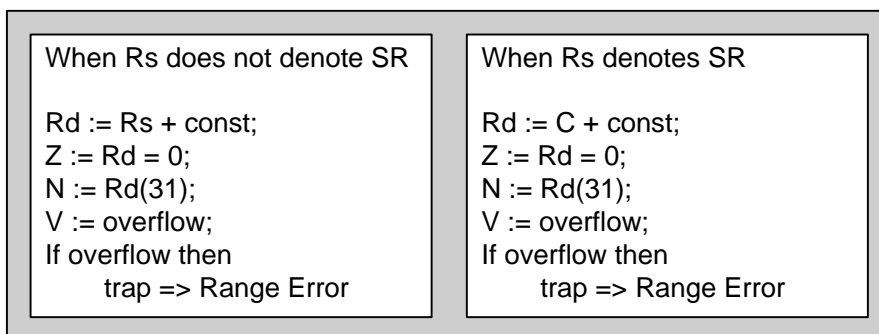 When Rs does not denote SR
Rd := Rs + const;
Z := Rd = 0;
N := Rd(31);
V := overflow;
If overflow then
trap => Range Error
When Rs denotes SR
Rd := C + const;
Z := Rd = 0;
N := Rd(31);
V := overflow;
If overflow then
trap => Range Error